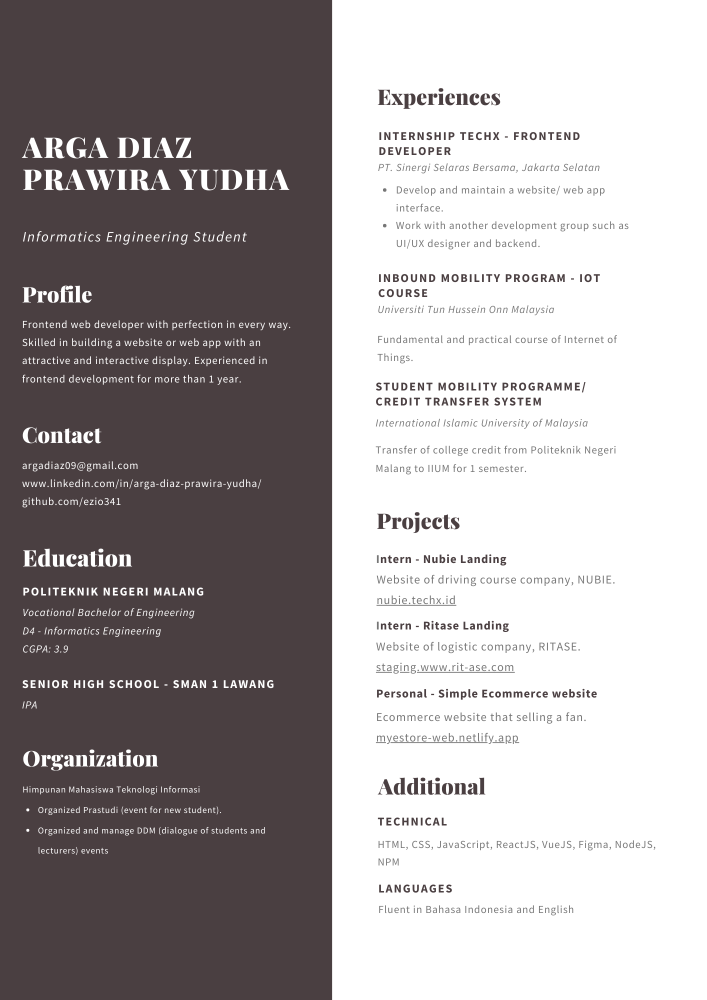 ARGA DIAZ
PRAWIRA YUDHA
Informatics Engineering Student
Profile
Frontend web developer with perfection in every way.
Skilled in building a website or web app with an
attractive and interactive display. Experienced in
frontend development for more than 1 year.
Contact
argadiaz09@gmail.com
www.linkedin.com/in/arga-diaz-prawira-yudha/
github.com/ezio341
Education
POLITEKNIK NEGERI MALANG
Vocational Bachelor of Engineering
D4 - Informatics Engineering
CGPA: 3.9
SENIOR HIGH SCHOOL - SMAN 1 LAWANG
IPA
Organization
Himpunan Mahasiswa Teknologi Informasi
• Organized Prastudi (event for new student).
• Organized and manage DDM (dialogue of students and
lecturers) events
Experiences
INTERNSHIP TECHX - FRONTEND
DEVELOPER
PT. Sinergi Selaras Bersama, Jakarta Selatan
• Develop and maintain a website/ web app
interface.
• Work with another development group such as
UI/UX designer and backend.
INBOUND MOBILITY PROGRAM - IOT
COURSE
Universiti Tun Hussein Onn Malaysia
Fundamental and practical course of Internet of
Things.
STUDENT MOBILITY PROGRAMME/
CREDIT TRANSFER SYSTEM
International Islamic University of Malaysia
Transfer of college credit from Politeknik Negeri
Malang to IIUM for 1 semester.
Projects
Intern - Nubie Landing
Website of driving course company, NUBIE.
nubie.techx.id
Intern - Ritase Landing
Website of logistic company, RITASE.
staging.www.rit-ase.com
Personal - Simple Ecommerce website
Ecommerce website that selling a fan.
myestore-web.netlify.app
Additional
TECHNICAL
HTML, CSS, JavaScript, ReactJS, VueJS, Figma, NodeJS,
NPM
LANGUAGES
Fluent in Bahasa Indonesia and English